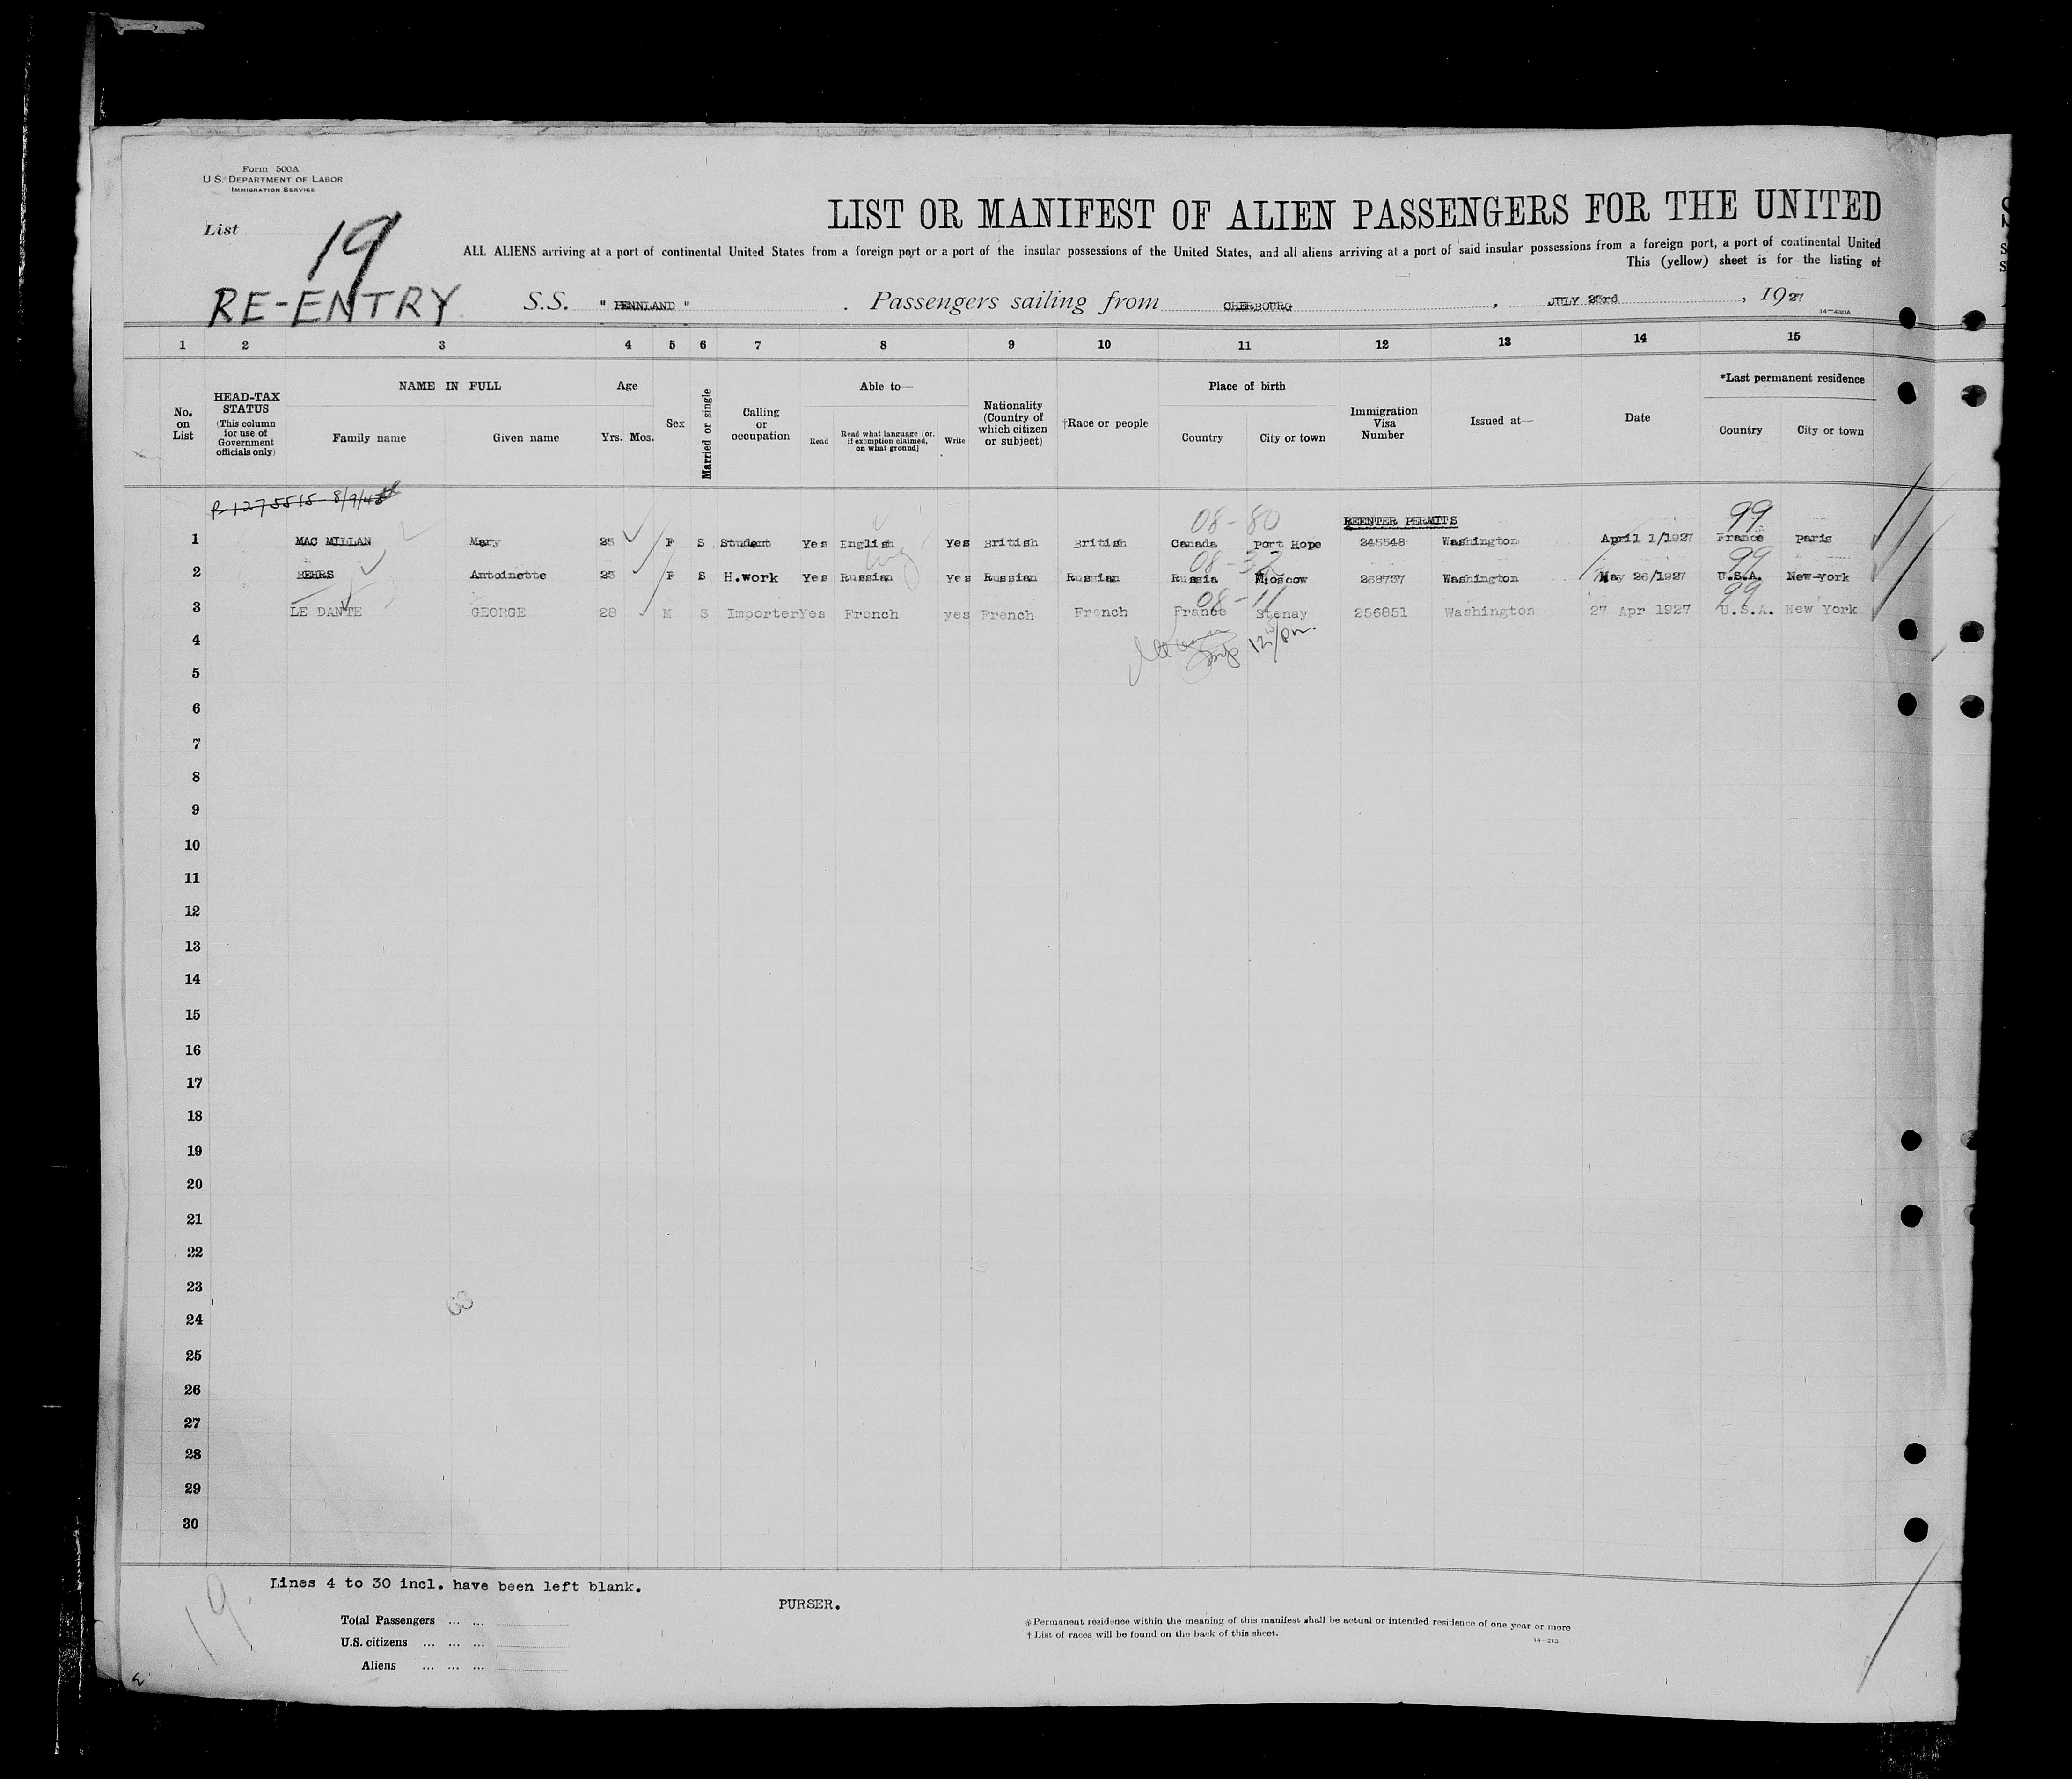 Form 500A
U. S. DEPARTMENT OF LABOR
IMMIGRATION SERVICE
List 19
LIST OR MANIFEST OF ALIEN PASSENGERS FOR THE UNITED
ALL ALIENS arriving at a port of continental United States from a foreign port or a port of the insular possessions of the United States, and all aliens arriving at a port of said insular possessions from a foreign port, a port of continental United
This (yellow) sheet is for the listing of
RE-ENTRY S.S. " PENNLAND " . Passengers sailing from CHERBOURG , JULY 23rd , 1927
14—430A
1 2 3 4 5 6 7 8 9 10 11 12 13 14 15
No. on List HEAD-TAX STATUS (This column for use of Government officials only) NAME IN FULL Family name Given name Age Yrs. Mos. Sex Married or single Calling or occupation Able to— Read Read what language (or, if exemption claimed, on what ground) Write Nationality (Country of which citizen or subject) †Race or people Place of birth Country City or town Immigration Visa Number Issued at— Date *Last permanent residence Country City or town
08-80 REENTER PERMITS 99
1 MAC MILLAN Mary 25 F S Student Yes English Yes British British Canada Port Hope 245548 Washington April 1/1927 France Paris
08-32 99
2 BEHRS Antoinette 23 F S H.work Yes Russian yes Russian Russian Russia Moscow 268737 Washington May 26/1927 U.S.A. New-york
08-11 99
3 LE DANTE GEORGE 28 M S Importer Yes French yes French French France Stenay 256851 Washington 27 Apr 1927 U.S.A. New York
4
5
6
7
8
9
10
11
12
13
14
15
16
17
18
19
20
21
22
23
63
24
25
26
27
28
29
30
19
Lines 4 to 30 incl. have been left blank.
PURSER.
Total Passengers ... ...
U.S. citizens ... ... ...
Aliens ... ... ...
* Permanent residence within the meaning of this manifest shall be actual or intended residence of one year or more
† List of races will be found on the back of this sheet.
14—213